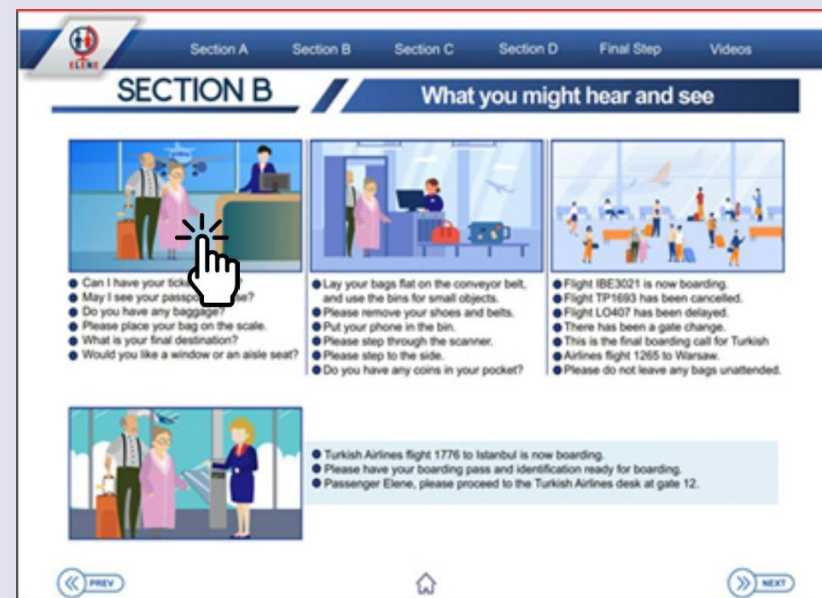 ELENE
Section A
Section B
Section C
Section D
Final Step
Videos
SECTION B
What you might hear and see
Can I have your
May I see your
Do you have any baggage?
Please place your bag on the scale.
What is your final destination?
Would you like a window or an aisle seat?
Lay your bags flat on the conveyor belt,
and use the bins for small objects.
Please remove your shoes and belts.
Put your phone in the bin.
Please step through the scanner.
Please step to the side.
Do you have any coins in your pocket?
Flight IBE3021 is now boarding.
Flight TP1693 has been cancelled.
Flight LO407 has been delayed.
There has been a gate change.
This is the final boarding call for Turkish
Airlines flight 1265 to Warsaw.
Please do not leave any bags unattended.
Turkish Airlines flight 1776 to Istanbul is now boarding.
Please have your boarding pass and identification ready for boarding.
Passenger Elene, please proceed to the Turkish Airlines desk at gate 12.
PREV
NEXT